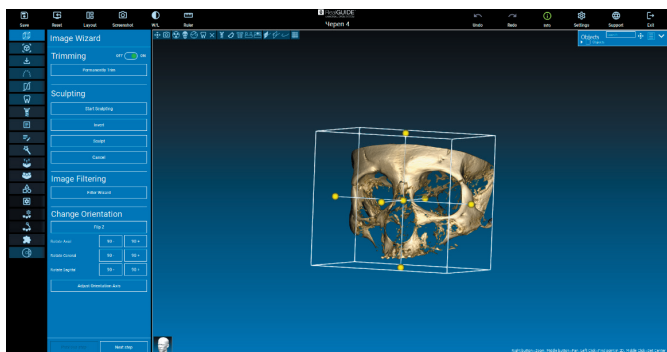 RealGUIDE
Череп 4
Save
Reset
Layout
Screenshot
W/L
Ruler
Undo
Redo
Info
Settings
Support
Exit
Image Wizard
Trimming
OFF ON
Permanently Trim
Sculpting
Start Sculpting
Invert
Sculpt
Cancel
Image Filtering
Filter Wizard
Change Orientation
Flip Z
Rotate Axial 90 - 90 +
Rotate Coronal 90 - 90 +
Rotate Sagittal 90 - 90 +
Adjust Orientation Axis
Next step
Objects